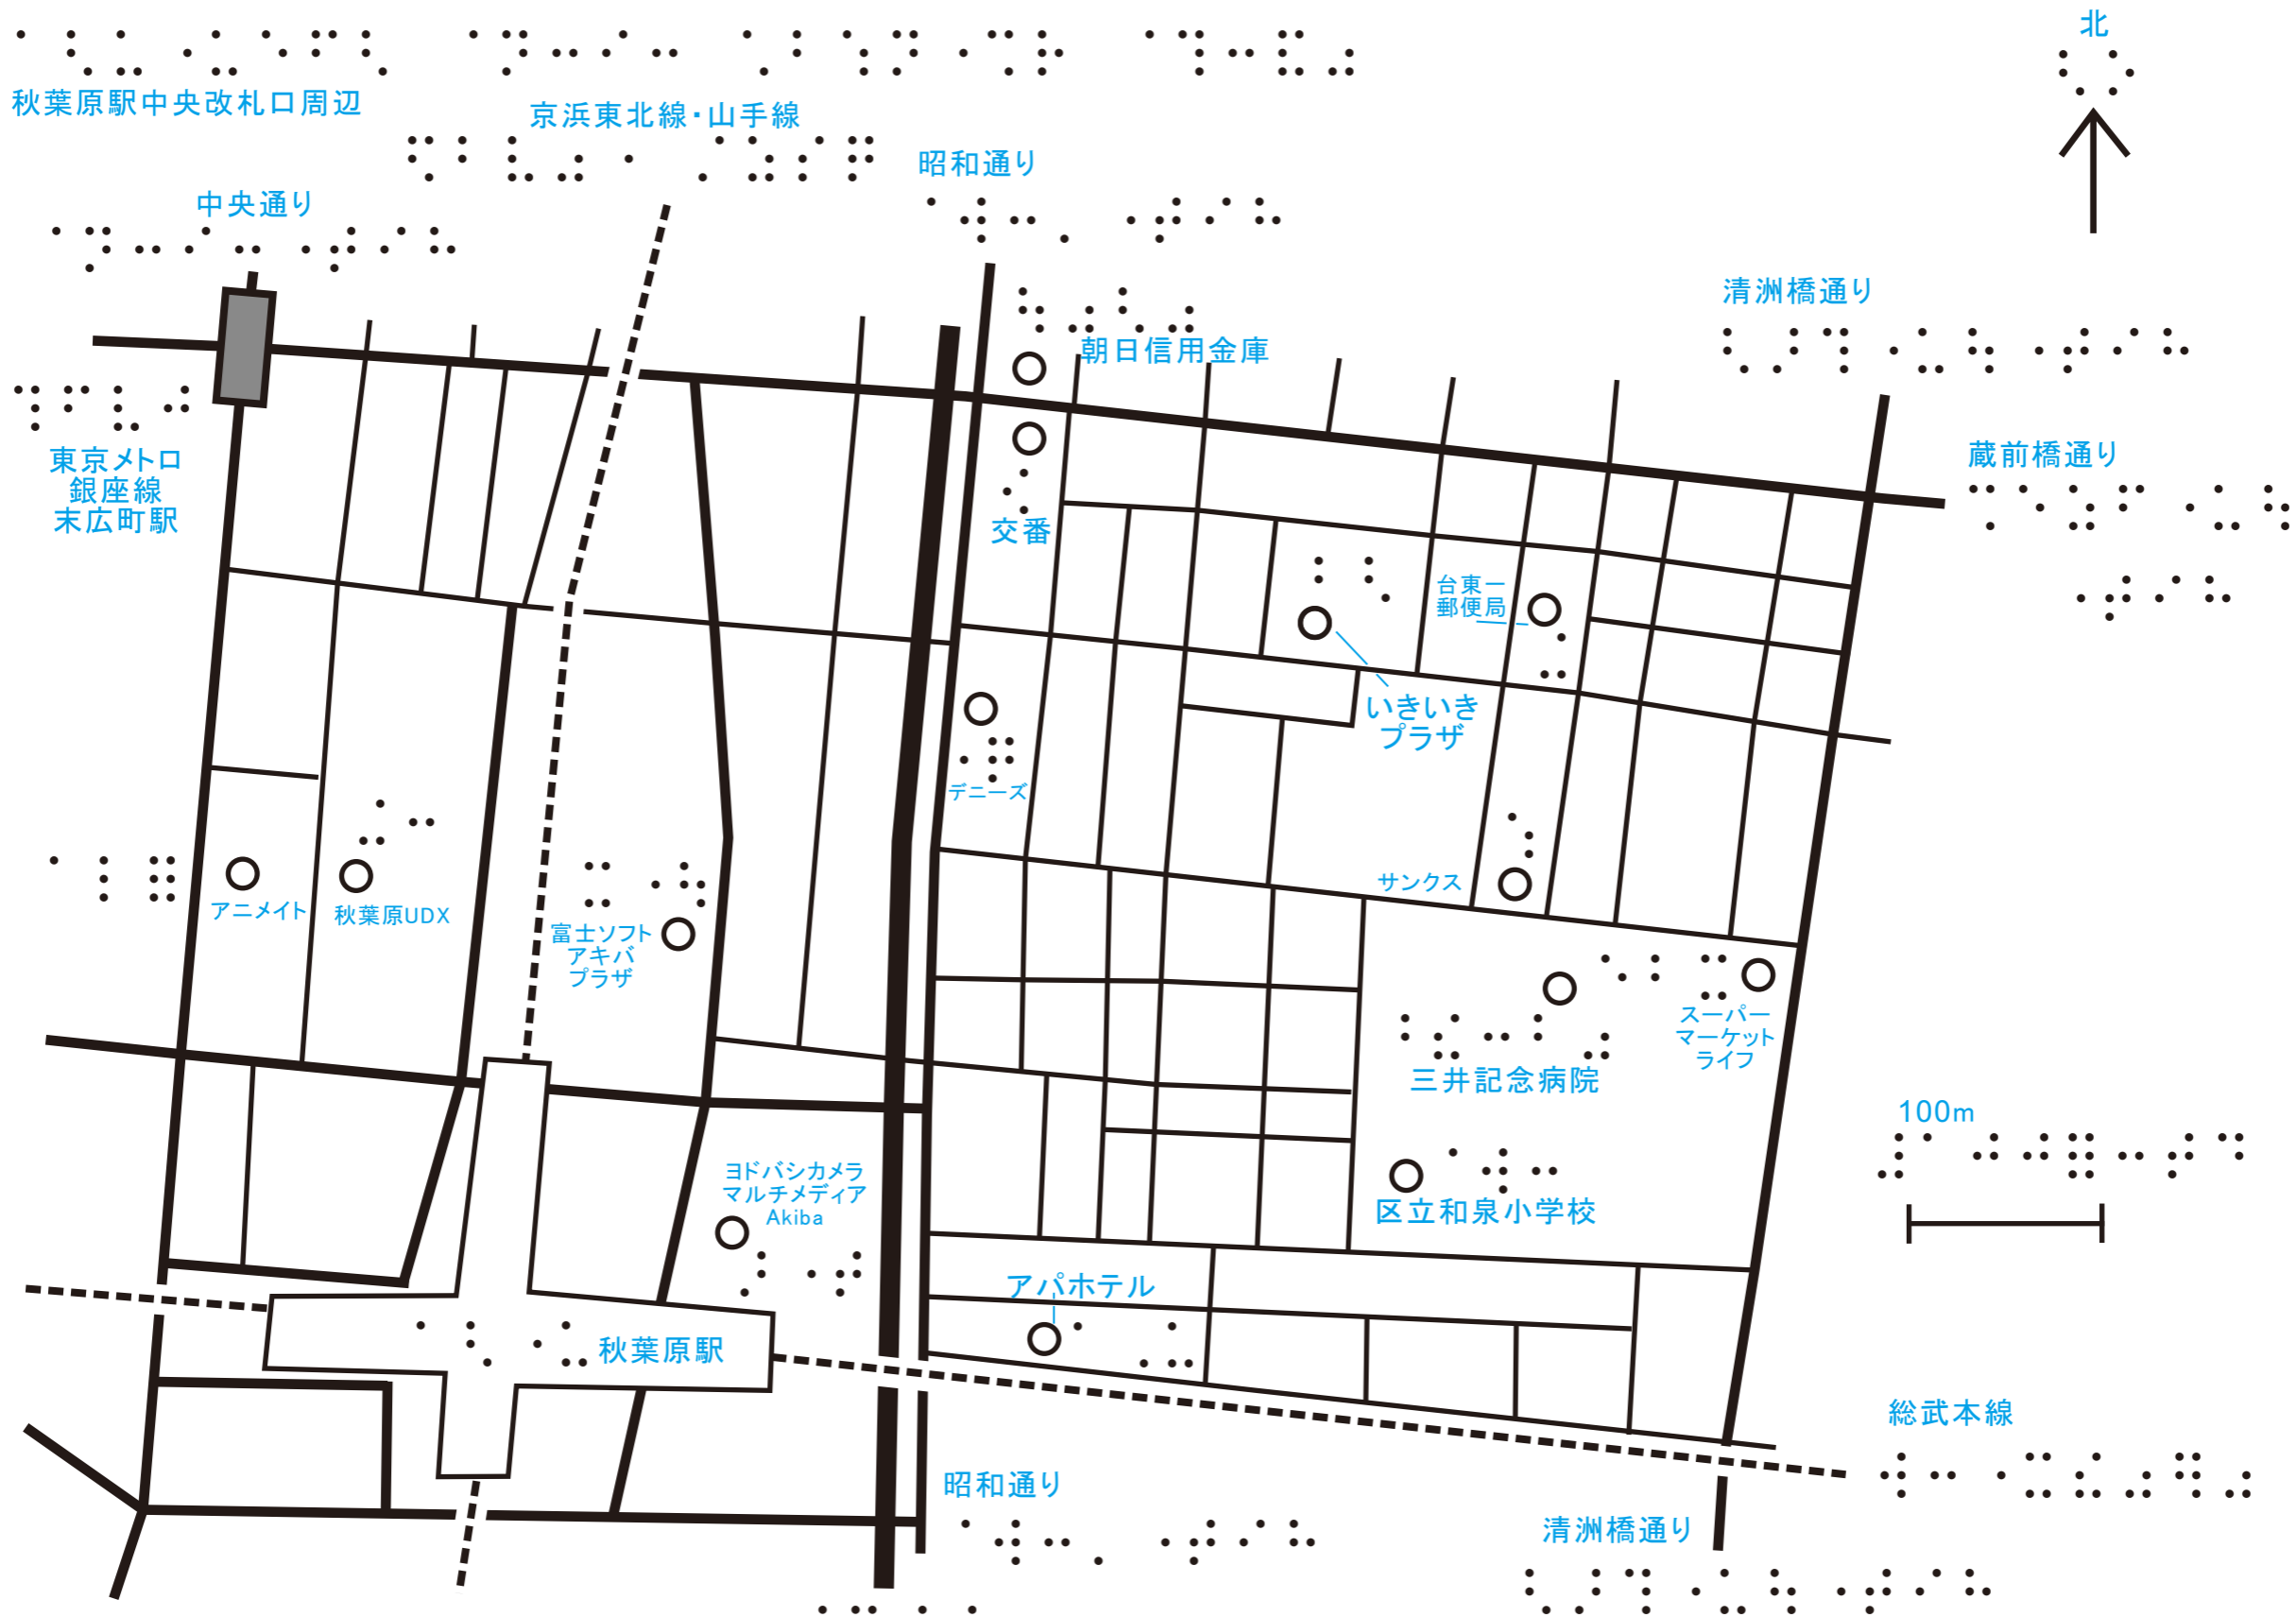 北
秋葉原駅中央改札口周辺
京浜東北線・山手線
昭和通り
中央通り
清洲橋通り
朝日信用金庫
蔵前橋通り
東京メトロ
銀座線
末広町駅
交番
台東一
郵便局
いきいき
プラザ
デニーズ
サンクス
アニメイト
秋葉原UDX
富士ソフト
アキバ
プラザ
スーパー
マーケット
ライフ
三井記念病院
100m
ヨドバシカメラ
マルチメディア
Akiba
区立和泉小学校
アパホテル
秋葉原駅
総武本線
昭和通り
清洲橋通り